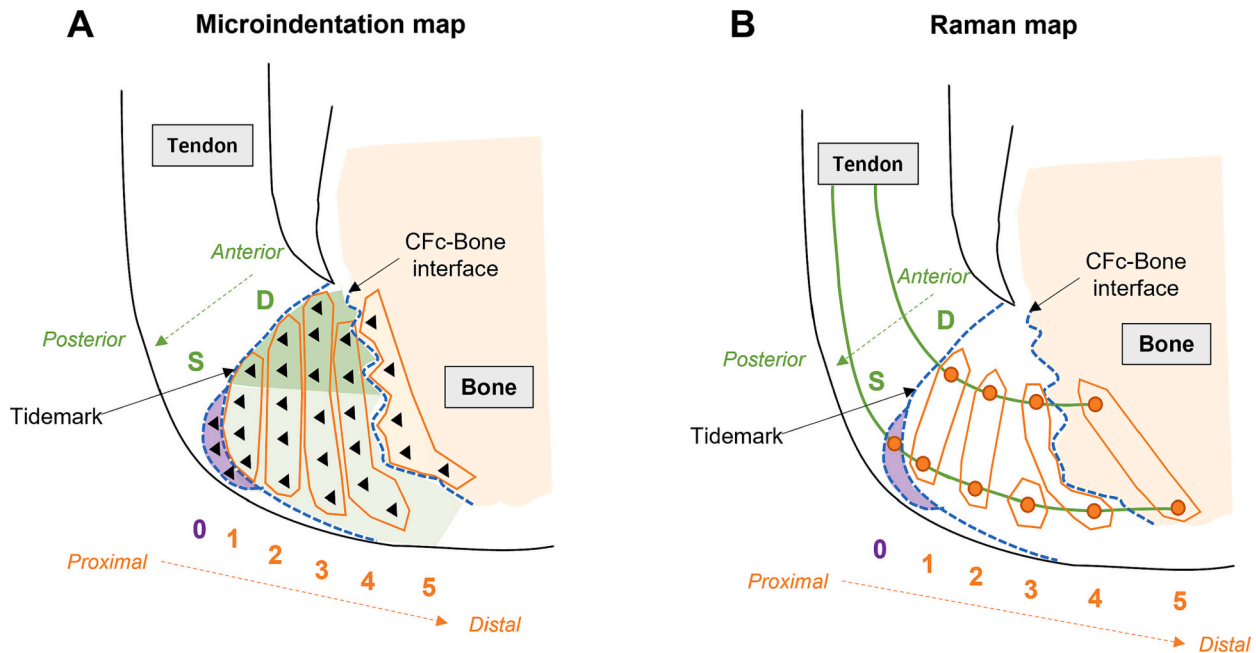 A
Microindentation map
Tendon
CFc-Bone
interface
Anterior
D
Posterior
S
Bone
Tidemark
0
1
2
3
4
5
Proximal
Distal
B
Raman map
Tendon
CFc-Bone
interface
Anterior
D
Posterior
S
Bone
Tidemark
0
1
2
3
4
5
Proximal
Distal